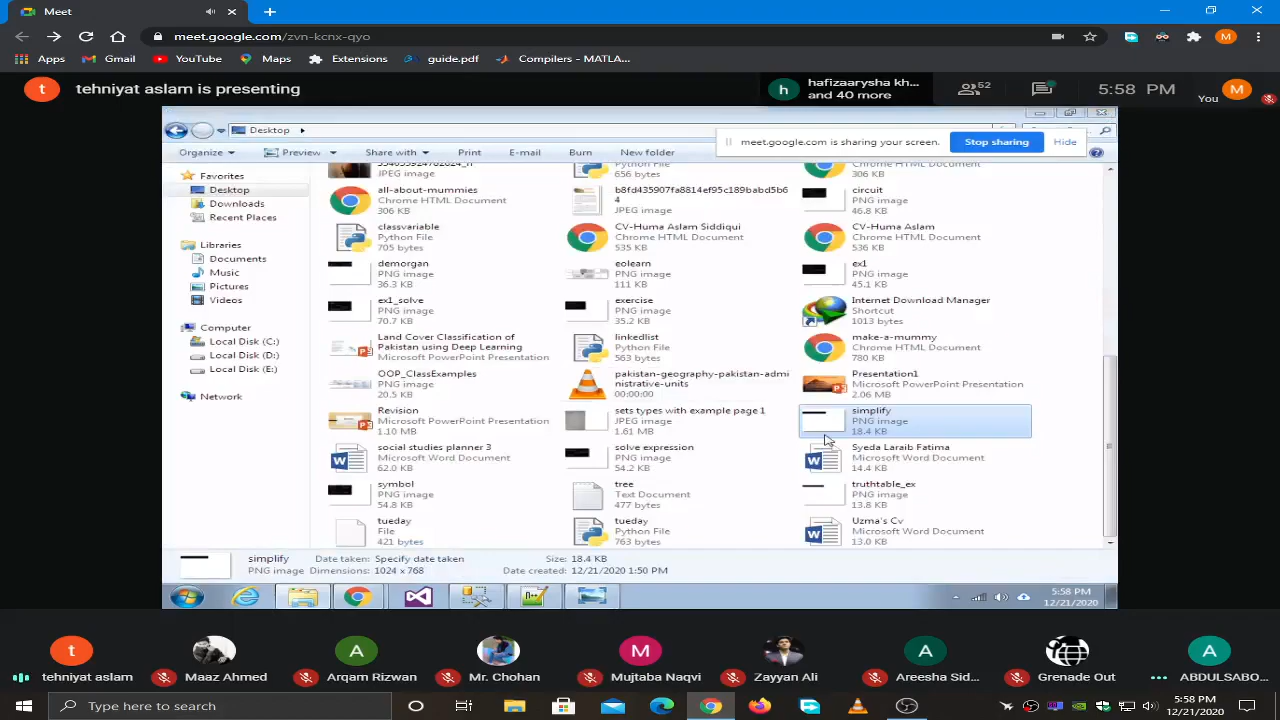 Meet
meet.google.com/zvn-kcnx-qyo
M
Apps
Gmail
YouTube
Maps
Extensions
guide.pdf
Compilers - MATLA...
t
tehniyat aslam is presenting
h
hafizaarysha kh...
and 40 more
52
5:58 PM
You
M
Desktop
meet.google.com is sharing your screen.
Stop sharing
Hide
Organize
Preview
Share with
Print
E-mail
Burn
New folder
Favorites
Desktop
Downloads
Recent Places
Libraries
Documents
Music
Pictures
Videos
Computer
Local Disk (C:)
Local Disk (D:)
Local Disk (E:)
Network
JPEG image
Python File
656 bytes
Chrome HTML Document
306 KB
all-about-mummies
Chrome HTML Document
306 KB
b8fd435907fa8814ef95c189babd5b6
4
JPEG image
circuit
PNG image
46.8 KB
classvariable
Python File
705 bytes
CV-Huma Aslam Siddiqui
Chrome HTML Document
535 KB
CV-Huma Aslam
Chrome HTML Document
536 KB
demorgan
PNG image
36.3 KB
eolearn
PNG image
111 KB
ex1
PNG image
45.1 KB
ex1_solve
PNG image
70.7 KB
exercise
PNG image
35.2 KB
Internet Download Manager
Shortcut
1013 bytes
Land Cover Classification of
Pakistan using Deep Learning
Microsoft PowerPoint Presentation
linkedlist
Python File
563 bytes
make-a-mummy
Chrome HTML Document
780 KB
OOP_ClassExamples
PNG image
20.5 KB
pakistan-geography-pakistan-admi
nistrative-units
00:00:00
Presentation1
Microsoft PowerPoint Presentation
2.06 MB
Revision
Microsoft PowerPoint Presentation
1.10 MB
sets types with example page 1
JPEG image
1.61 MB
simplify
PNG image
18.4 KB
social studies planner 3
Microsoft Word Document
62.0 KB
solve expression
PNG image
54.2 KB
Syeda Laraib Fatima
Microsoft Word Document
14.4 KB
symbol
PNG image
54.8 KB
tree
Text Document
477 bytes
truthtable_ex
PNG image
13.8 KB
tueday
File
421 bytes
tueday
Python File
763 bytes
Uzma's Cv
Microsoft Word Document
13.0 KB
simplify
Date taken: Specify date taken
Size: 18.4 KB
PNG image
Dimensions: 1024 x 768
Date created: 12/21/2020 1:50 PM
5:58 PM
12/21/2020
t
A
M
A
A
tehniyat aslam
Maaz Ahmed
Arqam Rizwan
Mr. Chohan
Mujtaba Naqvi
Zayyan Ali
Areesha Sid...
Grenade Out
ABDULSABO...
Type here to search
5:58 PM
12/21/2020